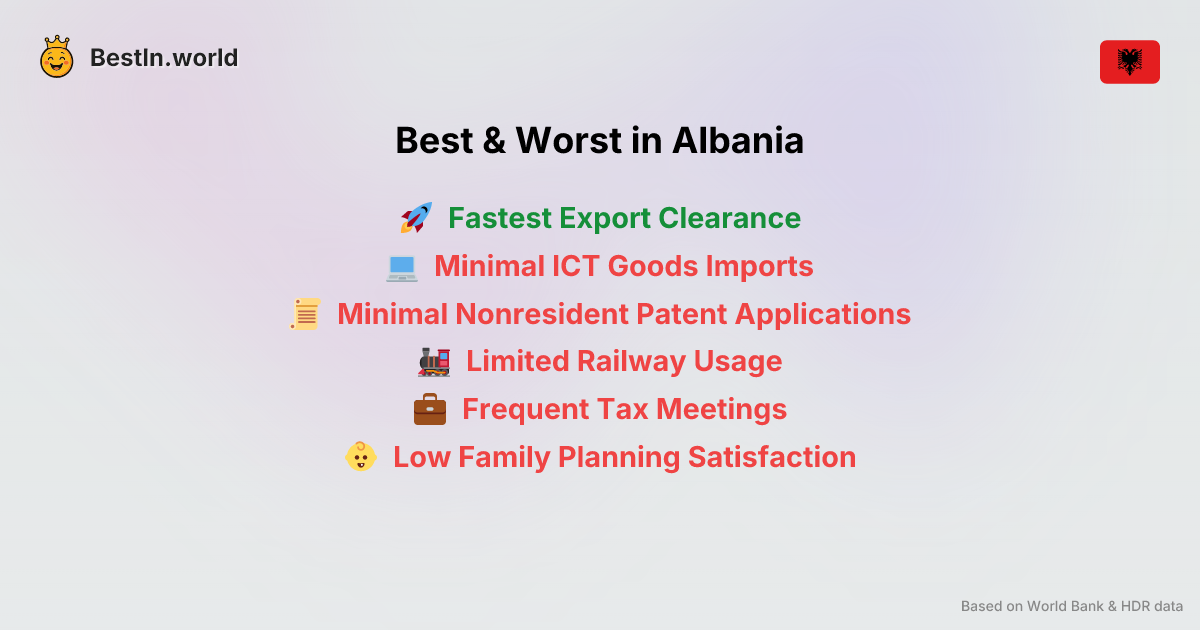 BestIn.world
Best & Worst in Albania
Fastest Export Clearance
Minimal ICT Goods Imports
Minimal Nonresident Patent Applications
Limited Railway Usage
Frequent Tax Meetings
Low Family Planning Satisfaction
Based on World Bank & HDR data